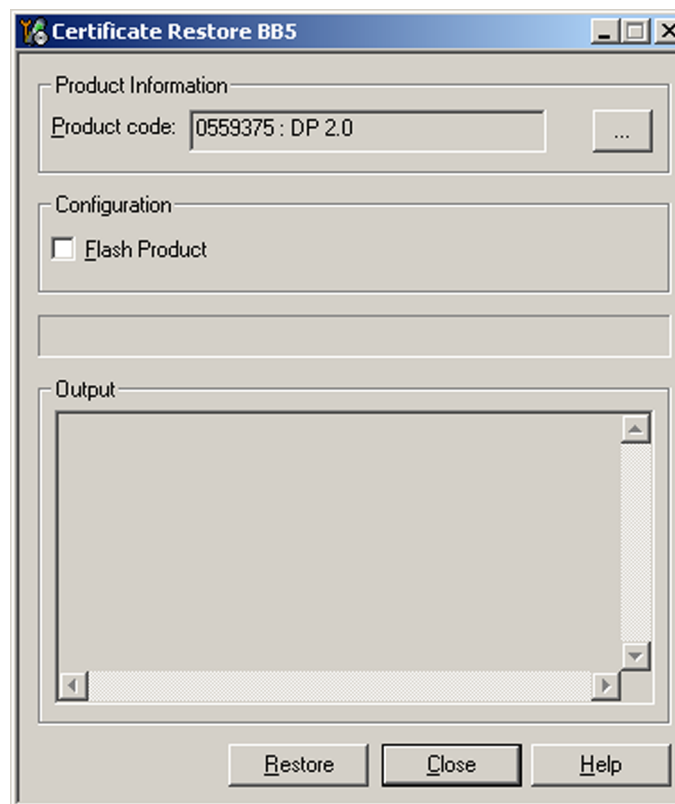 Certificate Restore BB5
Product Information
Product code: 0559375 : DP 2.0
...
Configuration
Flash Product
Output
Restore Close Help